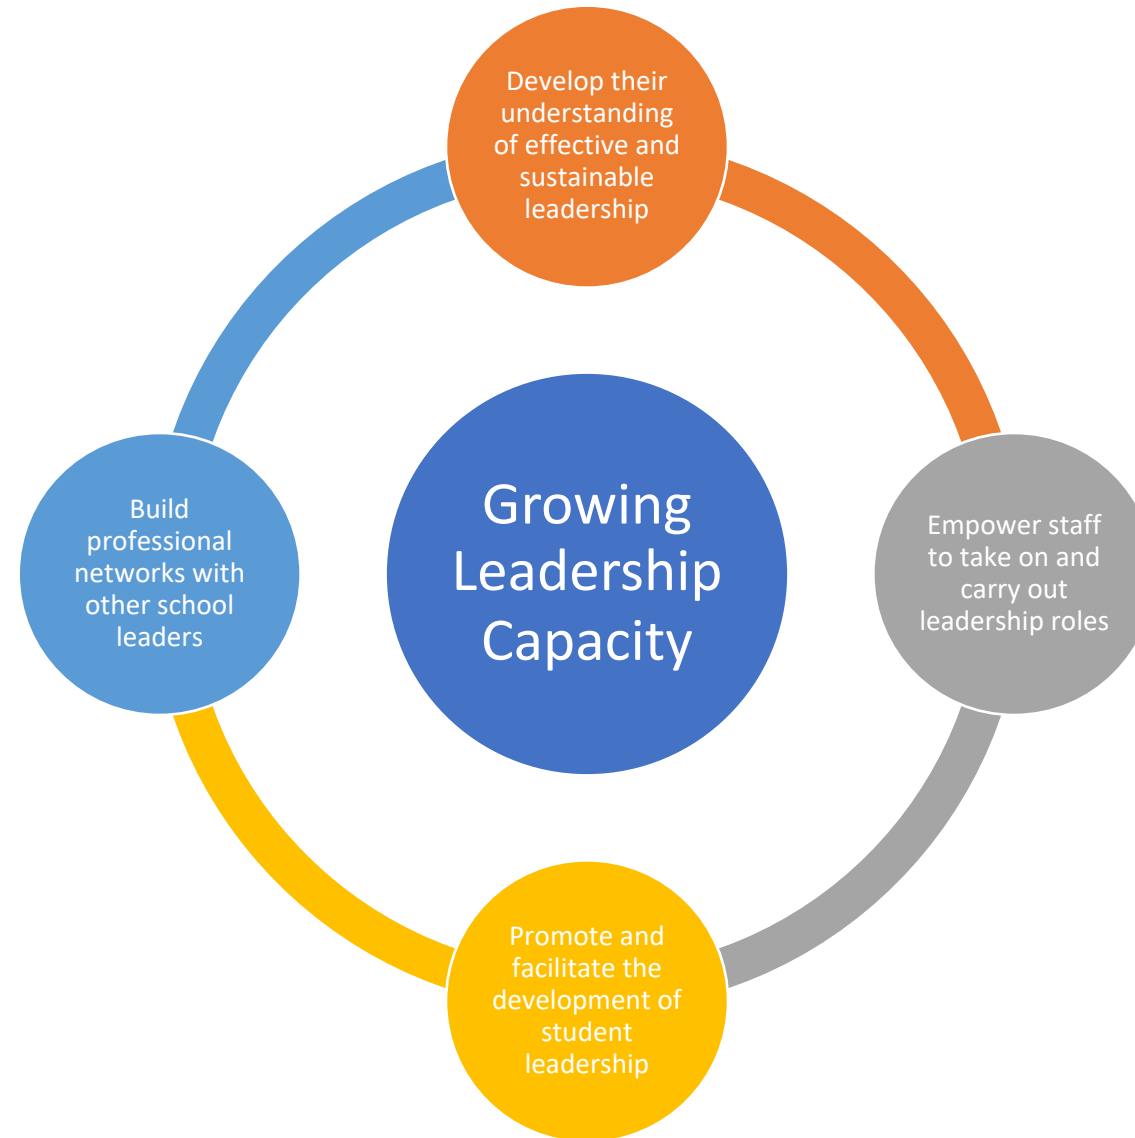 Develop their
understanding
of effective and
sustainable
leadership
Build
professional
networks with
other school
leaders
Growing
Leadership
Capacity
Empower staff
to take on and
carry out
leadership roles
Promote and
facilitate the
development of
student
leadership